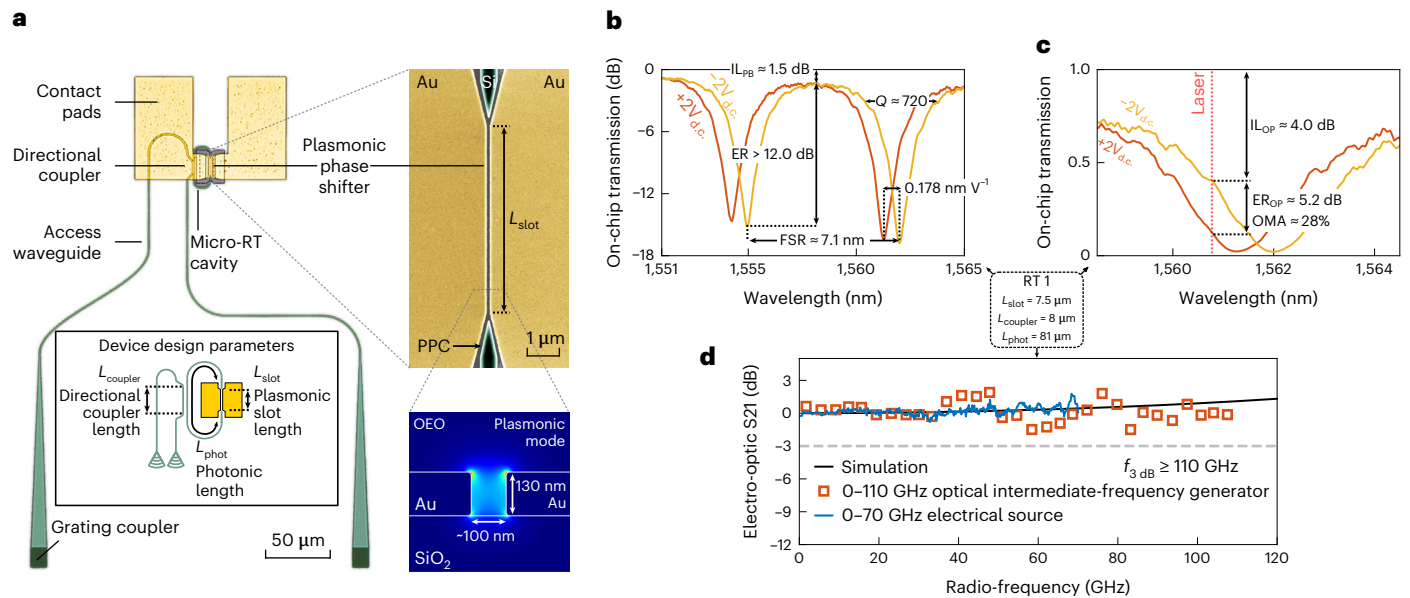 a
Contact
pads
Directional
coupler
Access
waveguide
Micro-RT
cavity
Plasmonic
phase
shifter
Grating coupler
50 µm
Device design parameters
L_coupler
Directional
coupler
length
L_slot
Plasmonic
slot
length
L_phot
Photonic
length
Au
Si
Au
L_slot
PPC
1 µm
OEO
Plasmonic
mode
Au
130 nm
Au
~100 nm
SiO₂
b
On-chip transmission (dB)
0
−6
−12
−18
IL_PB ≈ 1.5 dB
−2V_d.c.
+2V_d.c.
Q ≈ 720
ER > 12.0 dB
0.178 nm V⁻¹
FSR ≈ 7.1 nm
1,551
1,555
1,560
1,565
Wavelength (nm)
c
On-chip transmission
1.0
0.5
0
Laser
−2V_d.c.
+2V_d.c.
IL_OP ≈ 4.0 dB
ER_OP ≈ 5.2 dB
OMA ≈ 28%
1,560
1,562
1,564
Wavelength (nm)
RT 1
L_slot = 7.5 µm
L_coupler = 8 µm
L_phot = 81 µm
d
Electro-optic S21 (dB)
3
0
−3
−6
−9
−12
Simulation
f_3 dB ≥ 110 GHz
0–110 GHz optical intermediate-frequency generator
0–70 GHz electrical source
0
20
40
60
80
100
120
Radio-frequency (GHz)